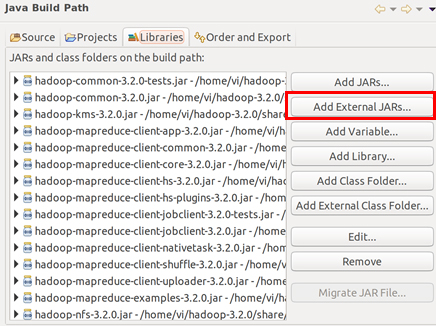 Java Build Path
Source Projects Libraries Order and Export
JARs and class folders on the build path:
hadoop-common-3.2.0-tests.jar - /home/vi/hadoop-3
hadoop-common-3.2.0.jar - /home/vi/hadoop-3.2.0/
hadoop-kms-3.2.0.jar - /home/vi/hadoop-3.2.0/share
hadoop-mapreduce-client-app-3.2.0.jar - /home/vi/h
hadoop-mapreduce-client-common-3.2.0.jar - /home
hadoop-mapreduce-client-core-3.2.0.jar - /home/vi/
hadoop-mapreduce-client-hs-3.2.0.jar - /home/vi/ha
hadoop-mapreduce-client-hs-plugins-3.2.0.jar - /hom
hadoop-mapreduce-client-jobclient-3.2.0-tests.jar -
hadoop-mapreduce-client-jobclient-3.2.0.jar - /home
hadoop-mapreduce-client-nativetask-3.2.0.jar - /hom
hadoop-mapreduce-client-shuffle-3.2.0.jar - /home/
hadoop-mapreduce-client-uploader-3.2.0.jar - /home
hadoop-mapreduce-examples-3.2.0.jar - /home/vi/ha
hadoop-nfs-3.2.0.jar - /home/vi/hadoop-3.2.0/share/
Add JARs...
Add External JARs...
Add Variable...
Add Library...
Add Class Folder...
Add External Class Folder...
Edit...
Remove
Migrate JAR File...